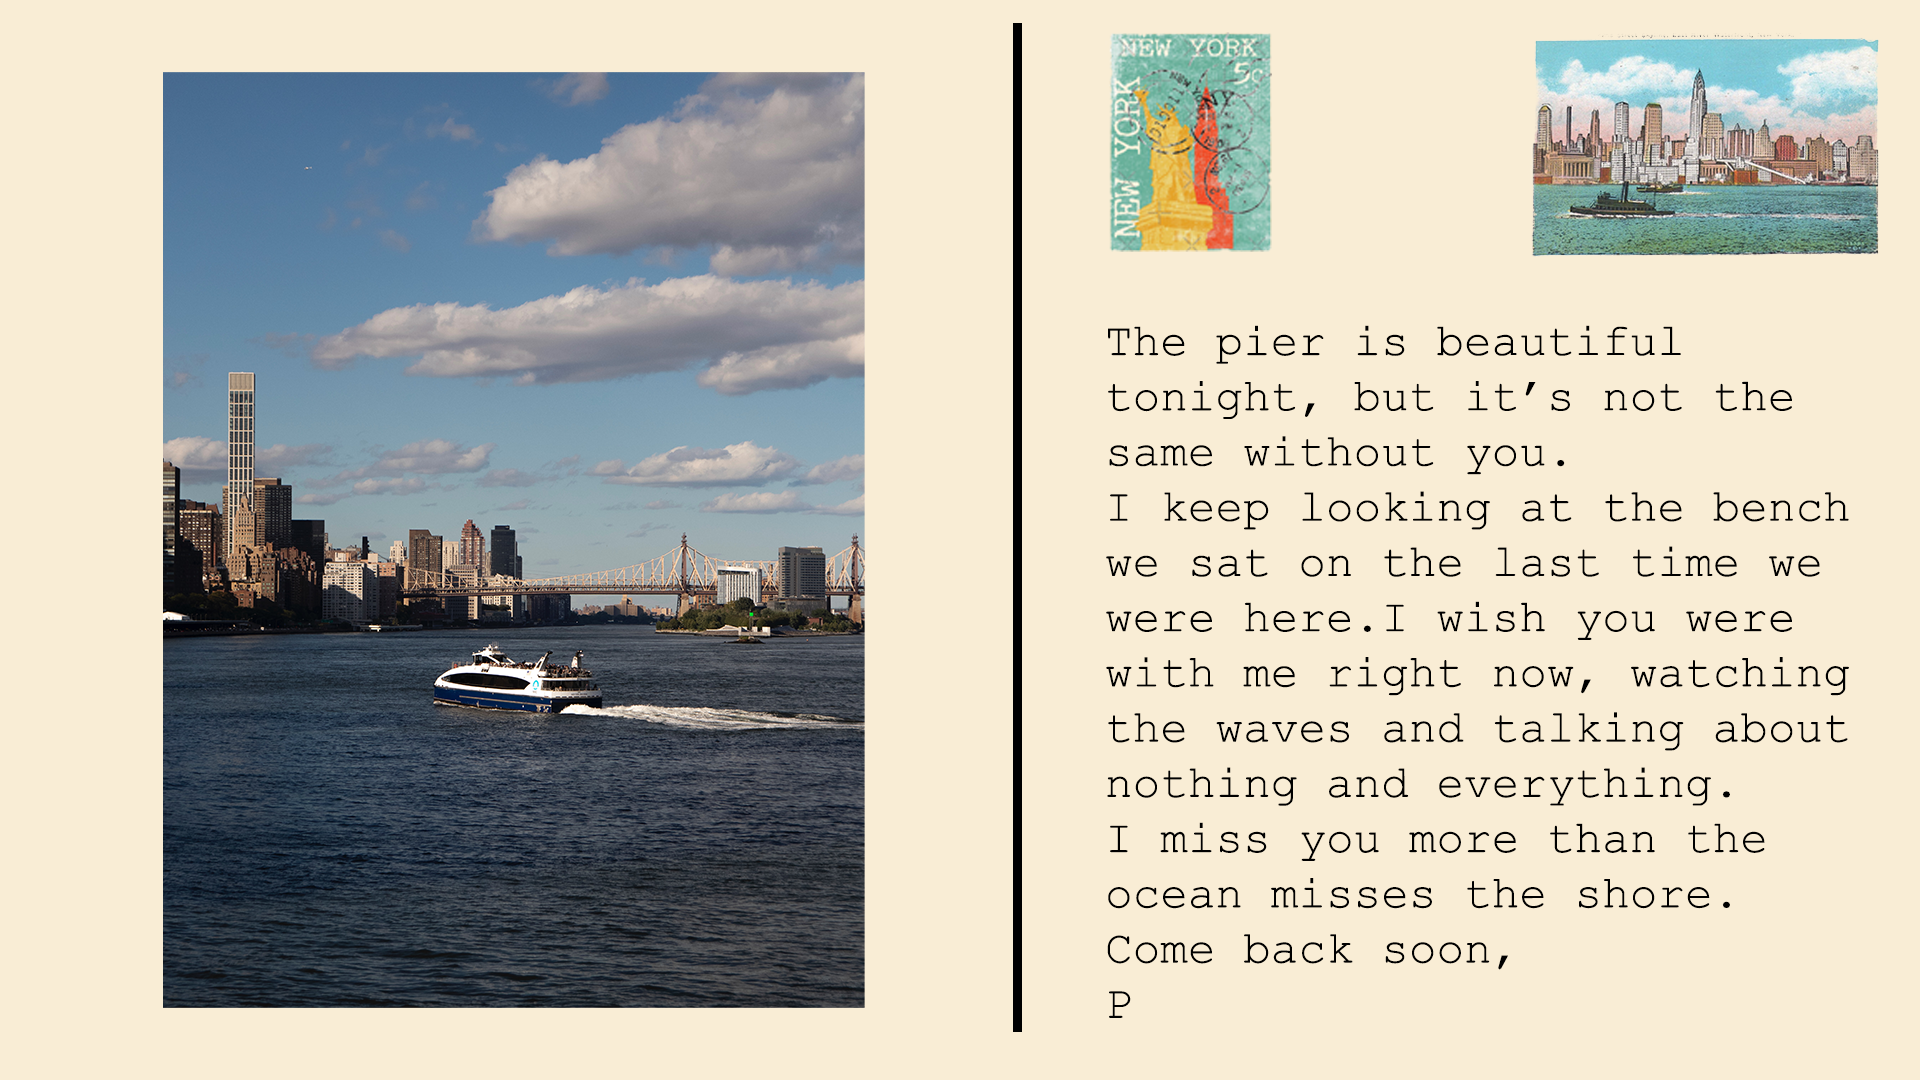 NEW YORK
5c
NEW YORK
The pier is beautiful
tonight, but it’s not the
same without you.
I keep looking at the bench
we sat on the last time we
were here.I wish you were
with me right now, watching
the waves and talking about
nothing and everything.
I miss you more than the
ocean misses the shore.
Come back soon,
P